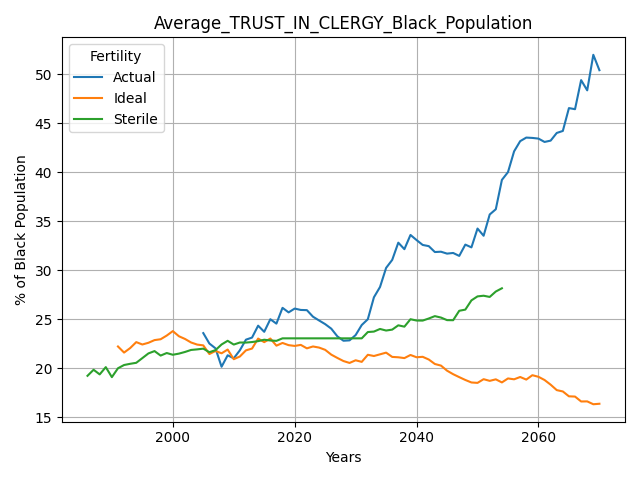 Average_TRUST_IN_CLERGY_Black_Population
Fertility
Actual
Ideal
Sterile
% of Black Population
50
45
40
35
30
25
20
15
2000
2020
2040
2060
Years